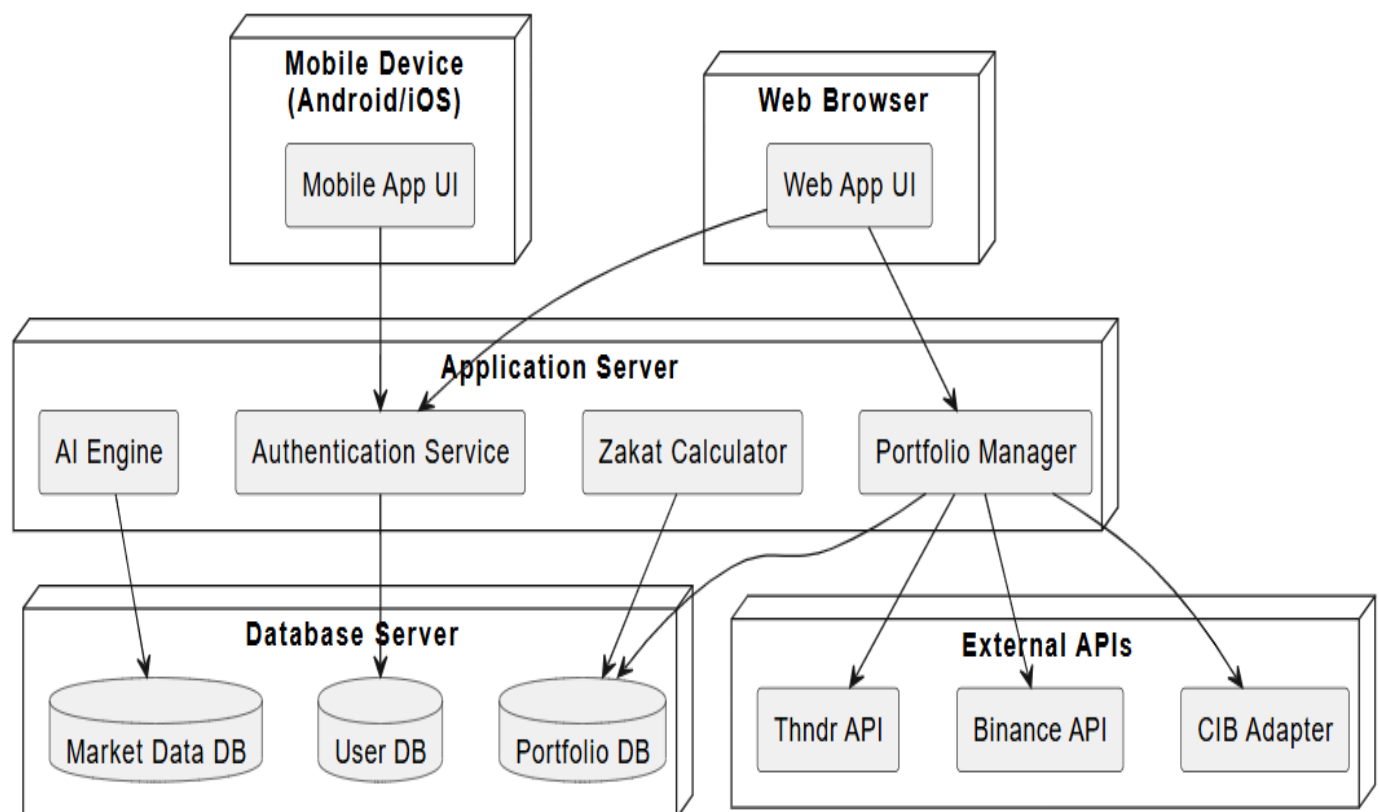 Mobile Device
(Android/iOS)
Web Browser
Mobile App UI
Web App UI
Application Server
AI Engine
Authentication Service
Zakat Calculator
Portfolio Manager
Database Server
External APIs
Market Data DB
User DB
Portfolio DB
Thndr API
Binance API
CIB Adapter